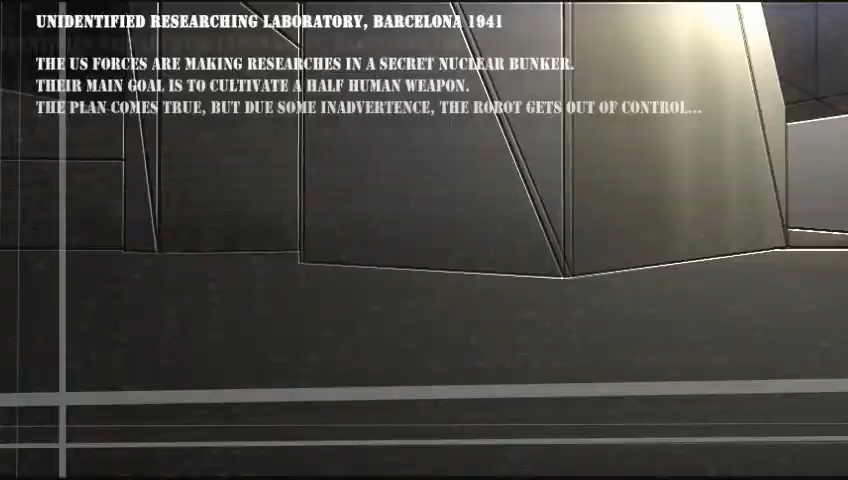 UNIDENTIFIED RESEARCHING LABORATORY, BARCELONA 1941
THE US FORCES ARE MAKING RESEARCHES IN A SECRET NUCLEAR BUNKER.
THEIR MAIN GOAL IS TO CULTIVATE A HALF HUMAN WEAPON.
THE PLAN COMES TRUE, BUT DUE SOME INADVERTENCE, THE ROBOT GETS OUT OF CONTROL...